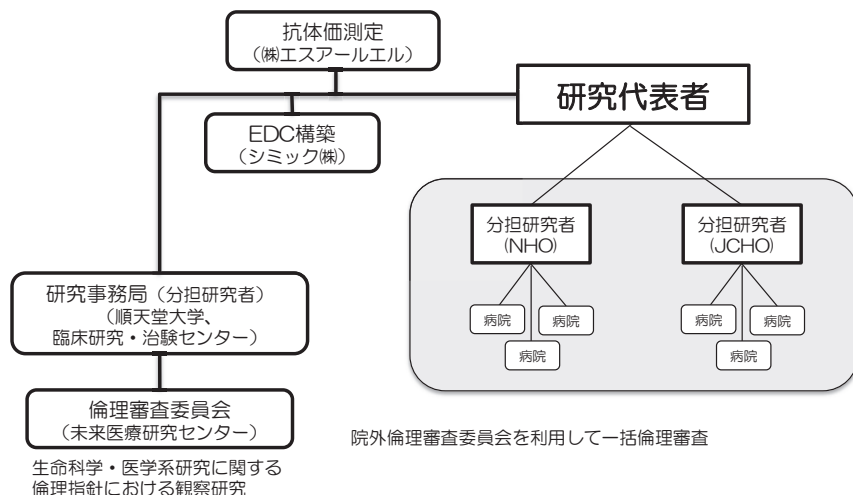 抗体価測定
(㈱エスアールエル)
研究代表者
EDC構築
(シミック㈱)
分担研究者
(NHO)
分担研究者
(JCHO)
病院
病院
病院
病院
病院
病院
研究事務局(分担研究者)
(順天堂大学、
臨床研究・治験センター)
倫理審査委員会
(未来医療研究センター)
院外倫理審査委員会を利用して一括倫理審査
生命科学・医学系研究に関する
倫理指針における観察研究